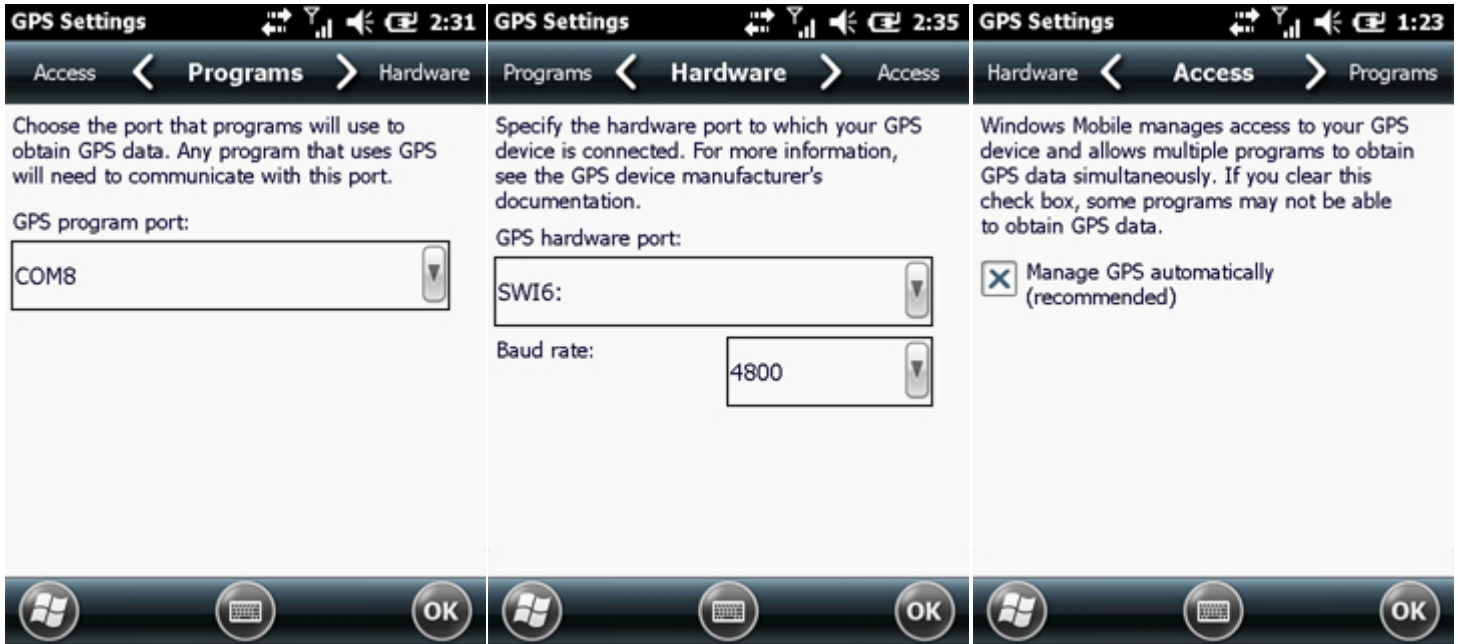 GPS Settings 2:31
Access Programs Hardware
Choose the port that programs will use to
obtain GPS data. Any program that uses GPS
will need to communicate with this port.
GPS program port:
COM8
OK
GPS Settings 2:35
Programs Hardware Access
Specify the hardware port to which your GPS
device is connected. For more information,
see the GPS device manufacturer's
documentation.
GPS hardware port:
SWI6:
Baud rate:
4800
OK
GPS Settings 1:23
Hardware Access Programs
Windows Mobile manages access to your GPS
device and allows multiple programs to obtain
GPS data simultaneously. If you clear this
check box, some programs may not be able
to obtain GPS data.
Manage GPS automatically
(recommended)
OK